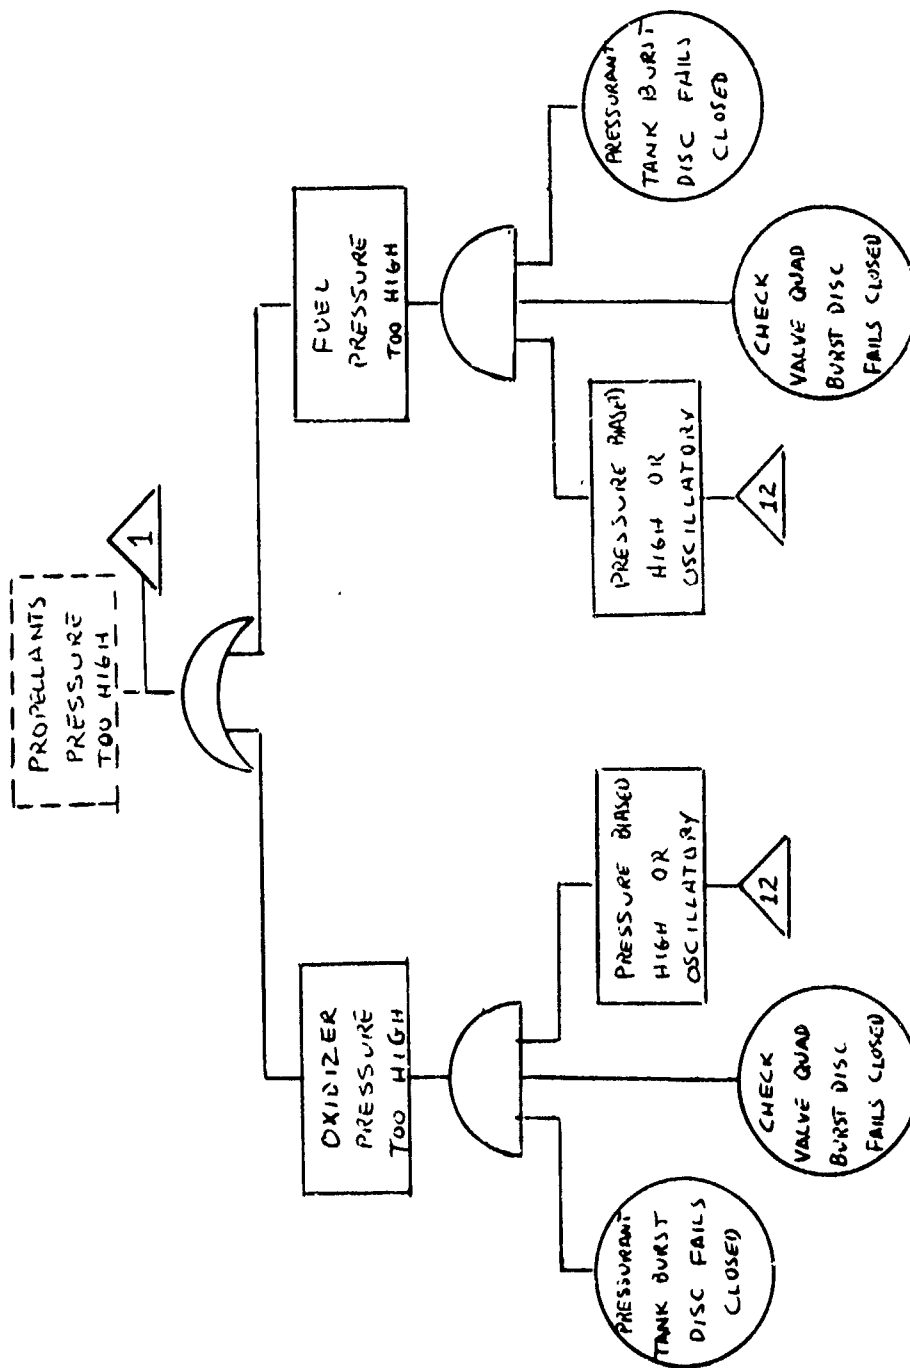 PROPELLANTS
PRESSURE
TOO HIGH
1
OXIDIZER
PRESSURE
TOO HIGH
FUEL
PRESSURE
TOO HIGH
PRESSURANT
TANK BURST
DISC FAILS
CLOSED
CHECK
VALVE QUAD
BURST DISC
FAILS CLOSED
PRESSURE BIASED
HIGH OR
OSCILLATORY
12
PRESSURE BIASED
HIGH OR
OSCILLATORY
12
CHECK
VALVE QUAD
BURST DISC
FAILS CLOSED
PRESSURANT
TANK BURST
DISC FAILS
CLOSED